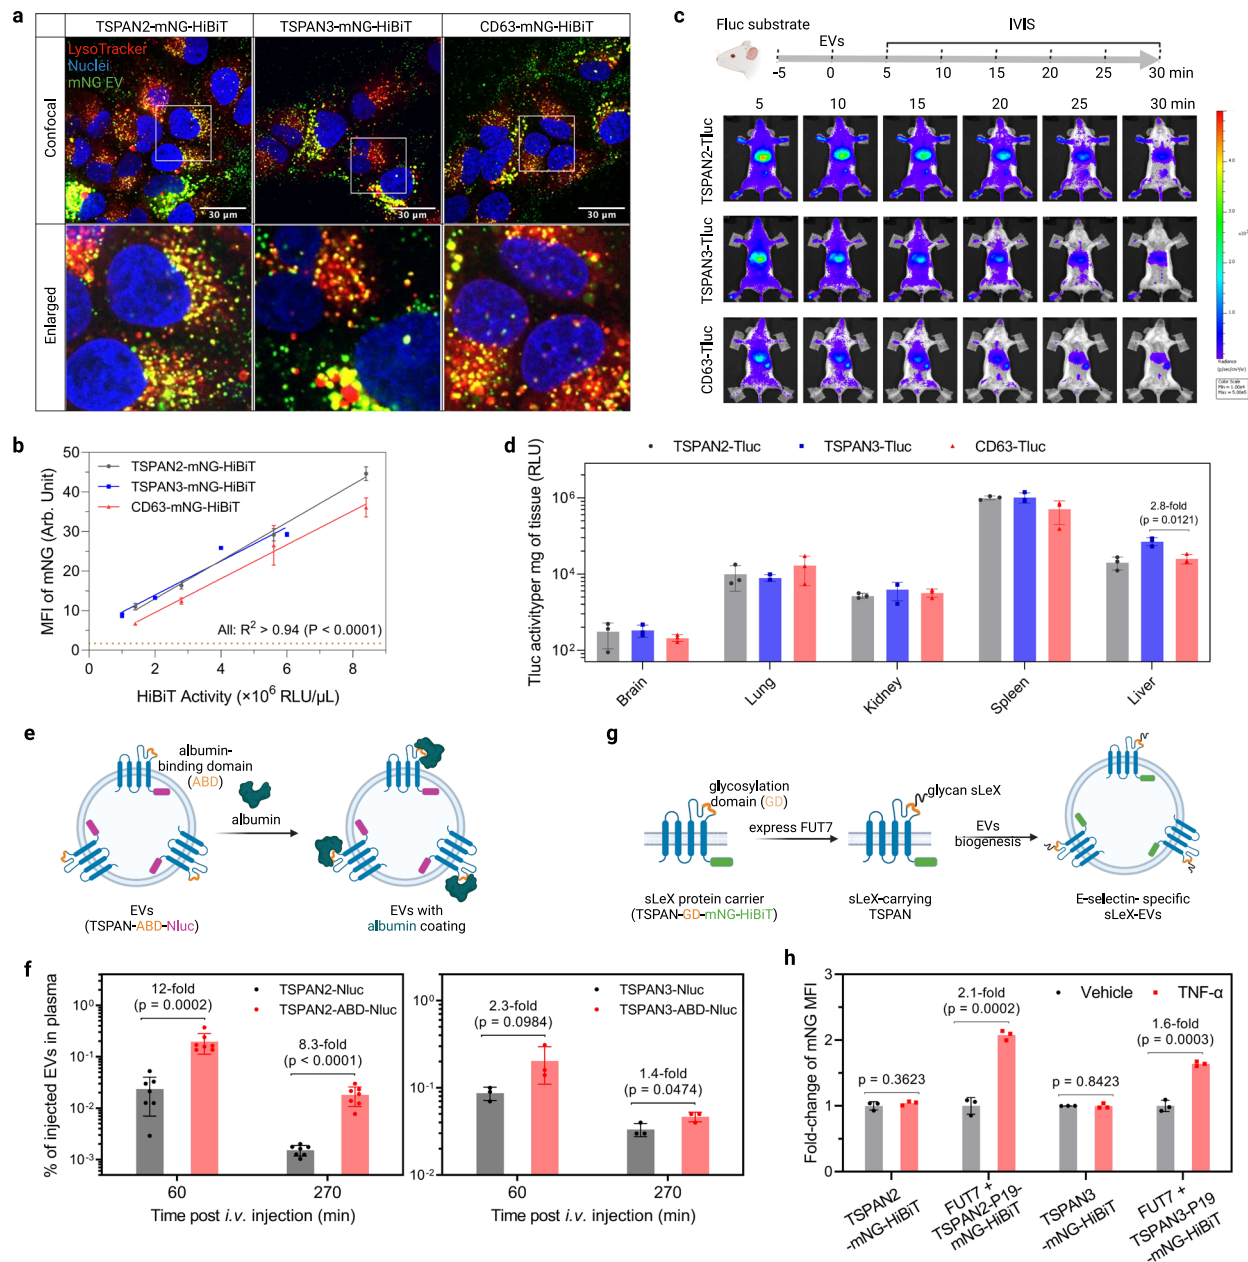 a
TSPAN2-mNG-HiBiT
TSPAN3-mNG-HiBiT
CD63-mNG-HiBiT
LysoTracker
Nuclei
mNG EV
Confocal
30 µm
30 µm
30 µm
Enlarged
b
MFI of mNG (Arb. Unit)
50
40
30
20
10
0
TSPAN2-mNG-HiBiT
TSPAN3-mNG-HiBiT
CD63-mNG-HiBiT
All: R² > 0.94 (P < 0.0001)
0 2 4 6 8
HiBiT Activity (×10⁶ RLU/µL)
c
Fluc substrate
EVs
IVIS
-5 0 5 10 15 20 25 30 min
5 10 15 20 25 30 min
TSPAN2-Tluc
TSPAN3-Tluc
CD63-Tluc
Radiance
(p/sec/cm²/sr)
Color Scale
Min = 1.00e4
Max = 5.00e5
d
TSPAN2-Tluc
TSPAN3-Tluc
CD63-Tluc
Tluc activityper mg of tissue (RLU)
10⁶
10⁴
10²
2.8-fold
(p = 0.0121)
Brain
Lung
Kidney
Spleen
Liver
e
albumin-
binding domain
(ABD)
albumin
EVs
(TSPAN-ABD-Nluc)
EVs with
albumin coating
g
glycosylation
domain (GD)
express FUT7
glycan sLeX
EVs
biogenesis
sLeX protein carrier
(TSPAN-GD-mNG-HiBiT)
sLeX-carrying
TSPAN
E-selectin- specific
sLeX-EVs
f
% of injected EVs in plasma
10⁰
10⁻¹
10⁻²
10⁻³
12-fold
(p = 0.0002)
8.3-fold
(p < 0.0001)
TSPAN2-Nluc
TSPAN2-ABD-Nluc
60 270
Time post i.v. injection (min)
10⁰
10⁻¹
10⁻²
2.3-fold
(p = 0.0984)
1.4-fold
(p = 0.0474)
TSPAN3-Nluc
TSPAN3-ABD-Nluc
60 270
Time post i.v. injection (min)
h
Fold-change of mNG MFI
3
2
1
0
Vehicle
TNF-α
p = 0.3623
2.1-fold
(p = 0.0002)
p = 0.8423
1.6-fold
(p = 0.0003)
TSPAN2
-mNG-HiBiT
FUT7 +
TSPAN2-P19-
mNG-HiBiT
TSPAN3
-mNG-HiBiT
FUT7 +
TSPAN3-P19
-mNG-HiBiT